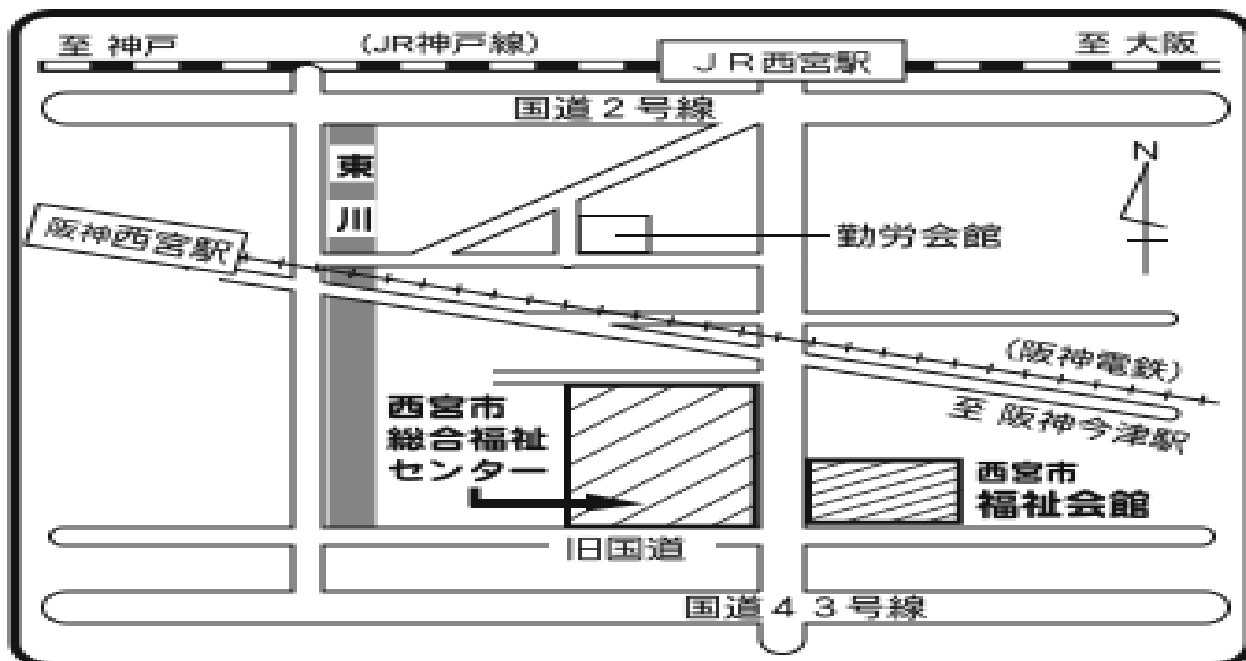 至 神戸
(JR神戸線)
JR西宮駅
至 大阪
国道2号線
東川
N
阪神西宮駅
勤労会館
(阪神電鉄)
至 阪神今津駅
西宮市
総合福祉
センター
西宮市
福祉会館
旧国道
国道43号線